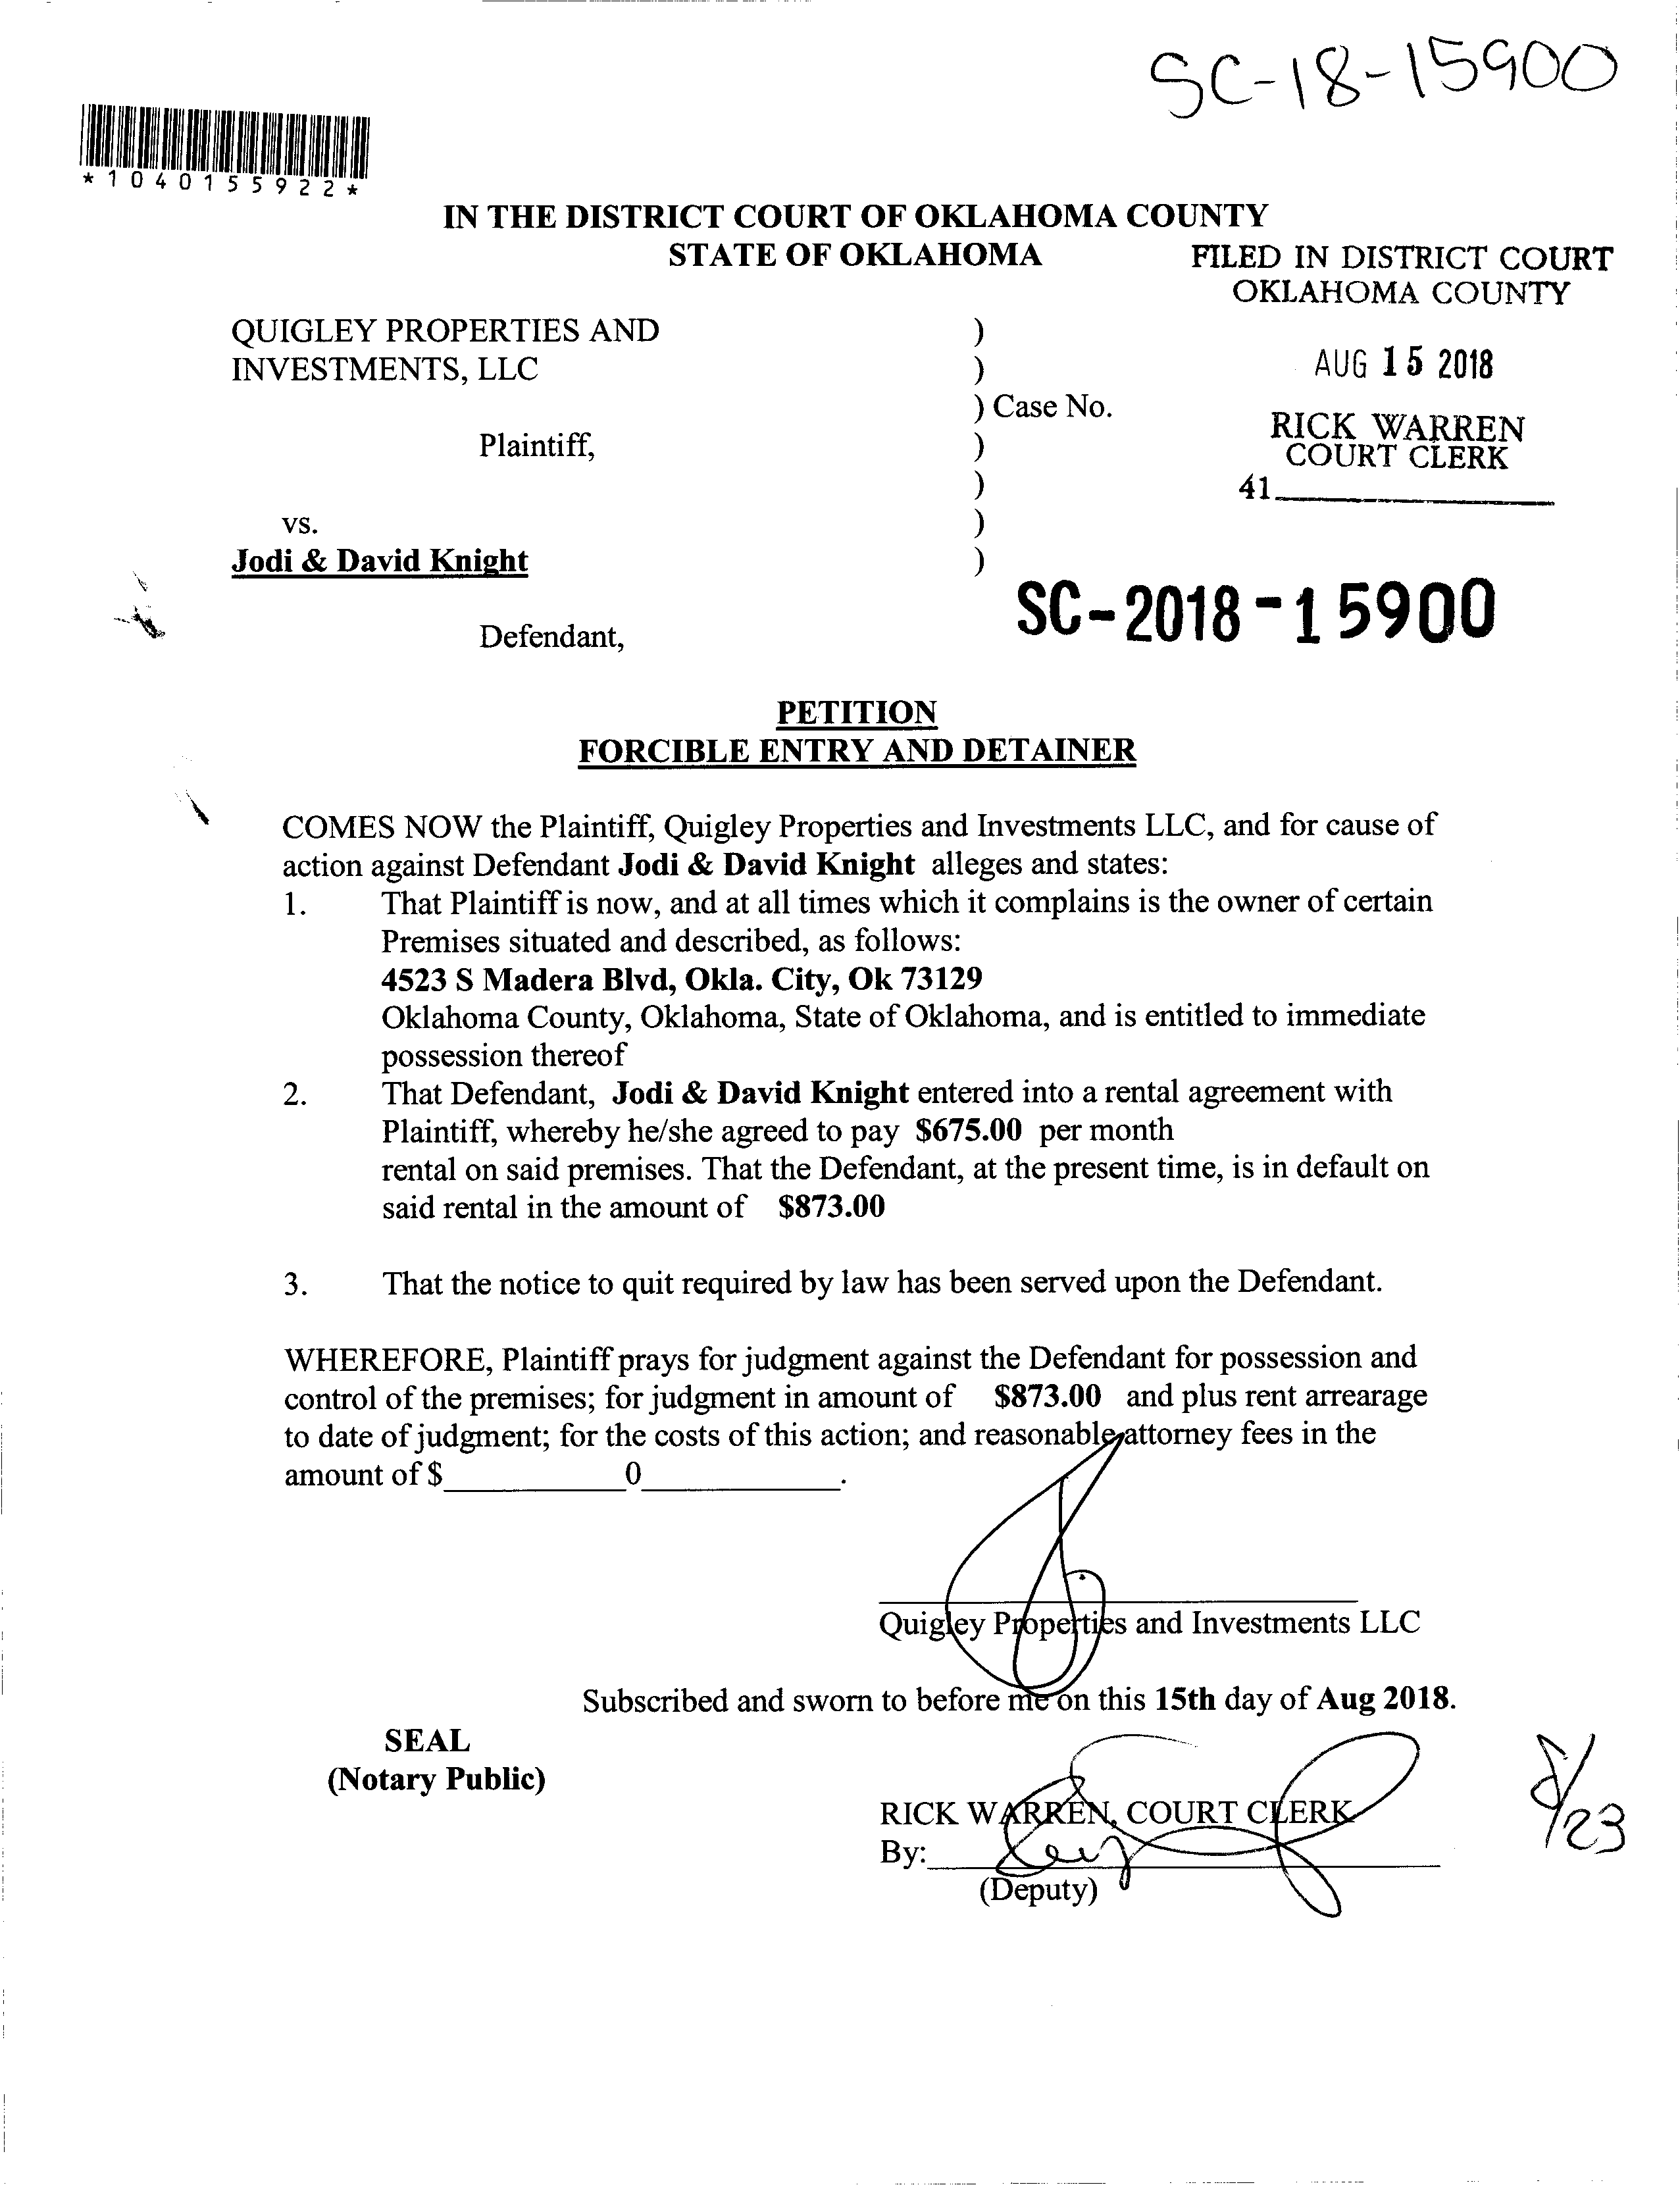 SC-18-15900
*1040155922*
IN THE DISTRICT COURT OF OKLAHOMA COUNTY
STATE OF OKLAHOMA
FILED IN DISTRICT COURT
OKLAHOMA COUNTY
QUIGLEY PROPERTIES AND )
INVESTMENTS, LLC )
AUG 15 2018
) Case No.
RICK WARREN
COURT CLERK
Plaintiff, )
)
41
vs. )
Jodi & David Knight )
SC-2018-15900
Defendant,
PETITION
FORCIBLE ENTRY AND DETAINER
COMES NOW the Plaintiff, Quigley Properties and Investments LLC, and for cause of
action against Defendant Jodi & David Knight alleges and states:
1. That Plaintiff is now, and at all times which it complains is the owner of certain
Premises situated and described, as follows:
4523 S Madera Blvd, Okla. City, Ok 73129
Oklahoma County, Oklahoma, State of Oklahoma, and is entitled to immediate
possession thereof
2. That Defendant, Jodi & David Knight entered into a rental agreement with
Plaintiff, whereby he/she agreed to pay $675.00 per month
rental on said premises. That the Defendant, at the present time, is in default on
said rental in the amount of $873.00
3. That the notice to quit required by law has been served upon the Defendant.
WHEREFORE, Plaintiff prays for judgment against the Defendant for possession and
control of the premises; for judgment in amount of $873.00 and plus rent arrearage
to date of judgment; for the costs of this action; and reasonable attorney fees in the
amount of $ 0 .
Quigley Properties and Investments LLC
Subscribed and sworn to before me on this 15th day of Aug 2018.
SEAL
(Notary Public)
RICK WARREN, COURT CLERK
By:
(Deputy)
8/23